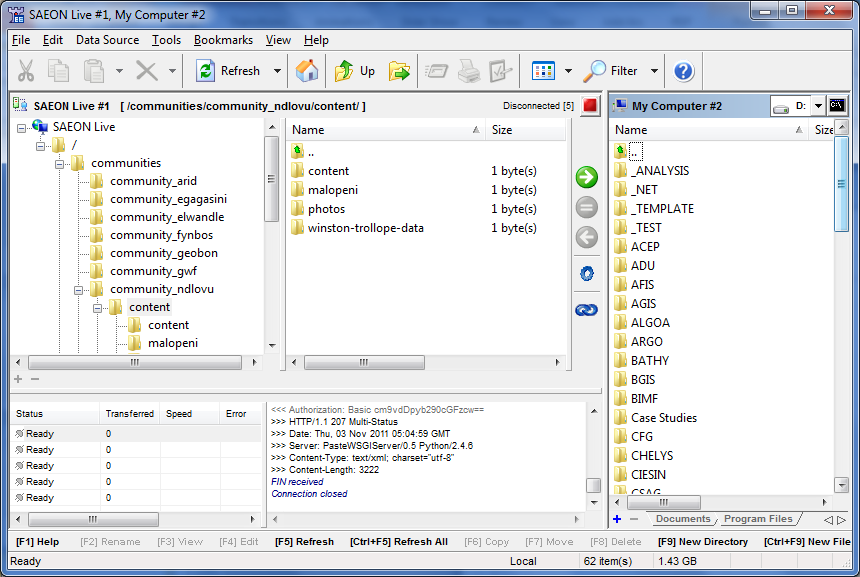 SAEON Live #1, My Computer #2
File Edit Data Source Tools Bookmarks View Help
Refresh Up Filter
SAEON Live #1 [ /communities/community_ndlovu/content/ ] Disconnected [5]
My Computer #2 D:
SAEON Live
/
communities
community_arid
community_egagasini
community_elwandle
community_fynbos
community_geobon
community_gwf
community_ndlovu
content
content
malopeni
Name Size
..
content 1 byte(s)
malopeni 1 byte(s)
photos 1 byte(s)
winston-trollope-data 1 byte(s)
Name Size
..
_ANALYSIS
_NET
_TEMPLATE
_TEST
ACEP
ADU
AFIS
AGIS
ALGOA
ARGO
BATHY
BGIS
BIMF
Case Studies
CFG
CHELYS
CIESIN
CSAG
Documents Program Files
Status Transferred Speed Error
Ready 0
Ready 0
Ready 0
Ready 0
Ready 0
<<< Authorization: Basic cm9vdDpyb290cGFzcw==
>>> HTTP/1.1 207 Multi-Status
>>> Date: Thu, 03 Nov 2011 05:04:59 GMT
>>> Server: PasteWSGIServer/0.5 Python/2.4.6
>>> Content-Type: text/xml; charset="utf-8"
>>> Content-Length: 3222
FIN received
Connection closed
[F1] Help [F2] Rename [F3] View [F4] Edit [F5] Refresh [Ctrl+F5] Refresh All [F6] Copy [F7] Move [F8] Delete [F9] New Directory [Ctrl+F9] New File
Ready Local 62 item(s) 1.43 GB